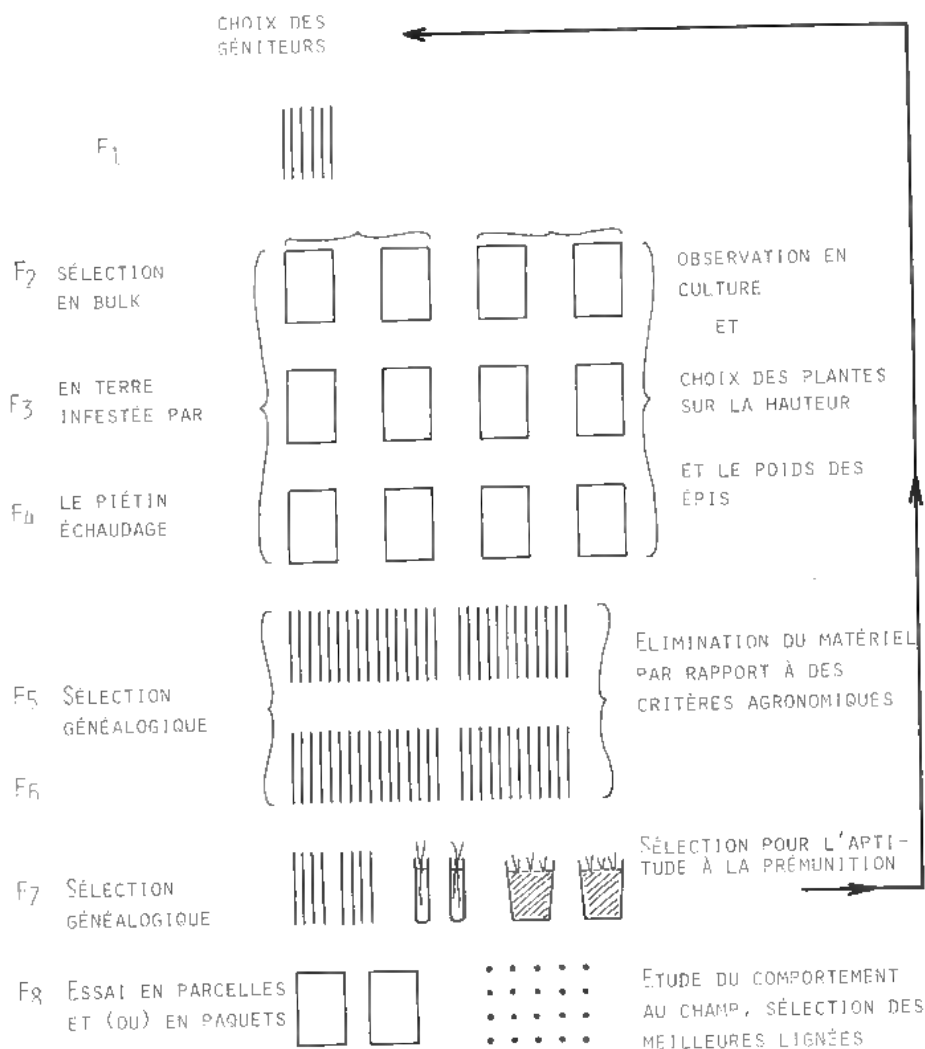 CHOIX DES
GÉNITEURS
F1
F2 SÉLECTION
EN BULK
OBSERVATION EN
CULTURE
ET
F3 EN TERRE
INFESTÉE PAR
CHOIX DES PLANTES
SUR LA HAUTEUR
F4 LE PIÉTIN
ÉCHAUDAGE
ET LE POIDS DES
ÉPIS
ELIMINATION DU MATÉRIEL
PAR RAPPORT À DES
CRITÈRES AGRONOMIQUES
F5 SÉLECTION
GÉNÉALOGIQUE
F6
F7 SÉLECTION
GÉNÉALOGIQUE
SÉLECTION POUR L'APTI-
TUDE À LA PRÉMUNITION
F8 ESSAI EN PARCELLES
ET (OU) EN PAQUETS
ETUDE DU COMPORTEMENT
AU CHAMP, SÉLECTION DES
MEILLEURES LIGNÉES